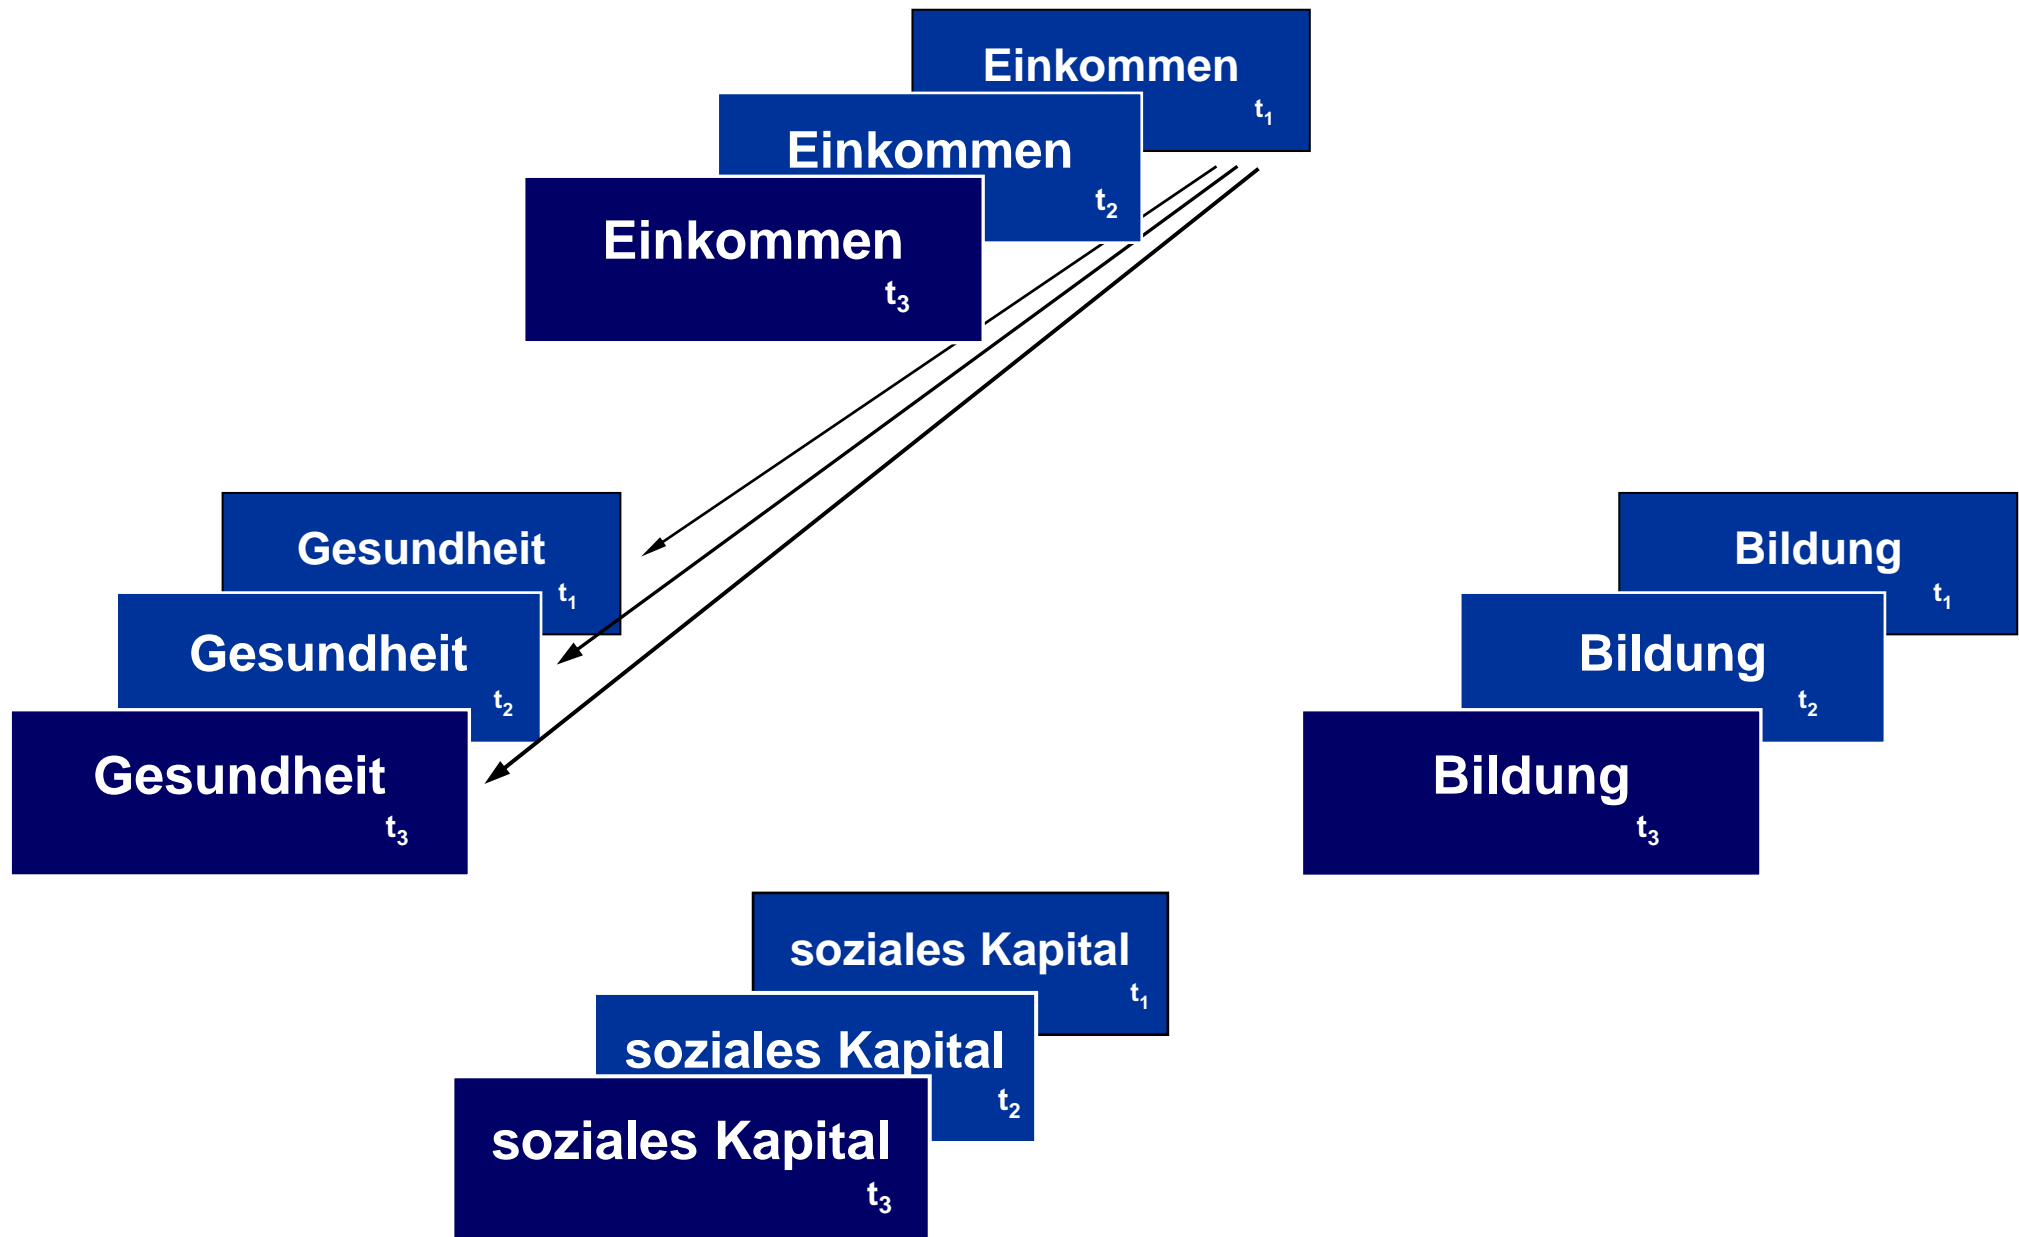 Einkommen
t1
Einkommen
t2
Einkommen
t3
Gesundheit
t1
Gesundheit
t2
Gesundheit
t3
Bildung
t1
Bildung
t2
Bildung
t3
soziales Kapital
t1
soziales Kapital
t2
soziales Kapital
t3